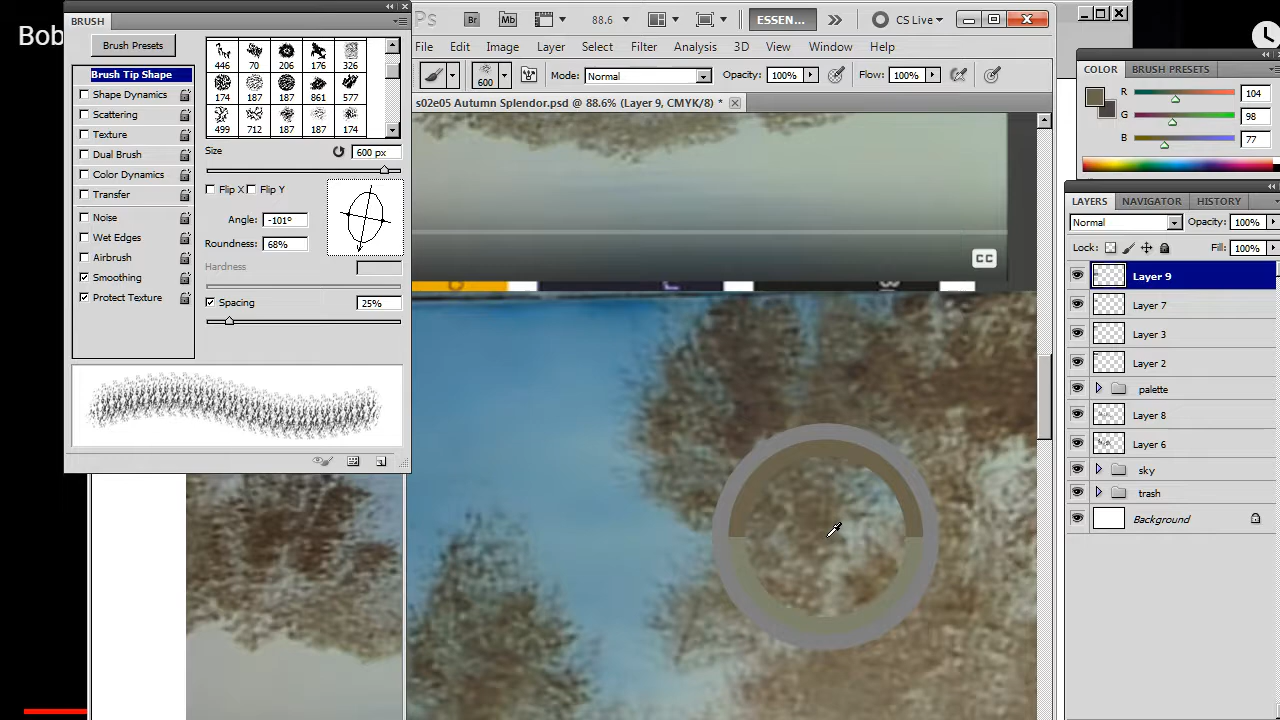 Bob
BRUSH
Brush Presets
Brush Tip Shape
Shape Dynamics
Scattering
Texture
Dual Brush
Color Dynamics
Transfer
Noise
Wet Edges
Airbrush
Smoothing
Protect Texture
446 70 206 176 326
174 187 187 861 577
499 712 187 187 174
Size 600 px
Flip X Flip Y
Angle: -101°
Roundness: 68%
Hardness
Spacing 25%
Ps Br Mb 88.6 ESSEN... CS Live
File Edit Image Layer Select Filter Analysis 3D View Window Help
600 Mode: Normal Opacity: 100% Flow: 100%
s02e05 Autumn Splendor.psd @ 88.6% (Layer 9, CMYK/8) *
CC
COLOR BRUSH PRESETS
R 104
G 98
B 77
LAYERS NAVIGATOR HISTORY
Normal Opacity: 100%
Lock: Fill: 100%
Layer 9
Layer 7
Layer 3
Layer 2
palette
Layer 8
Layer 6
sky
trash
Background